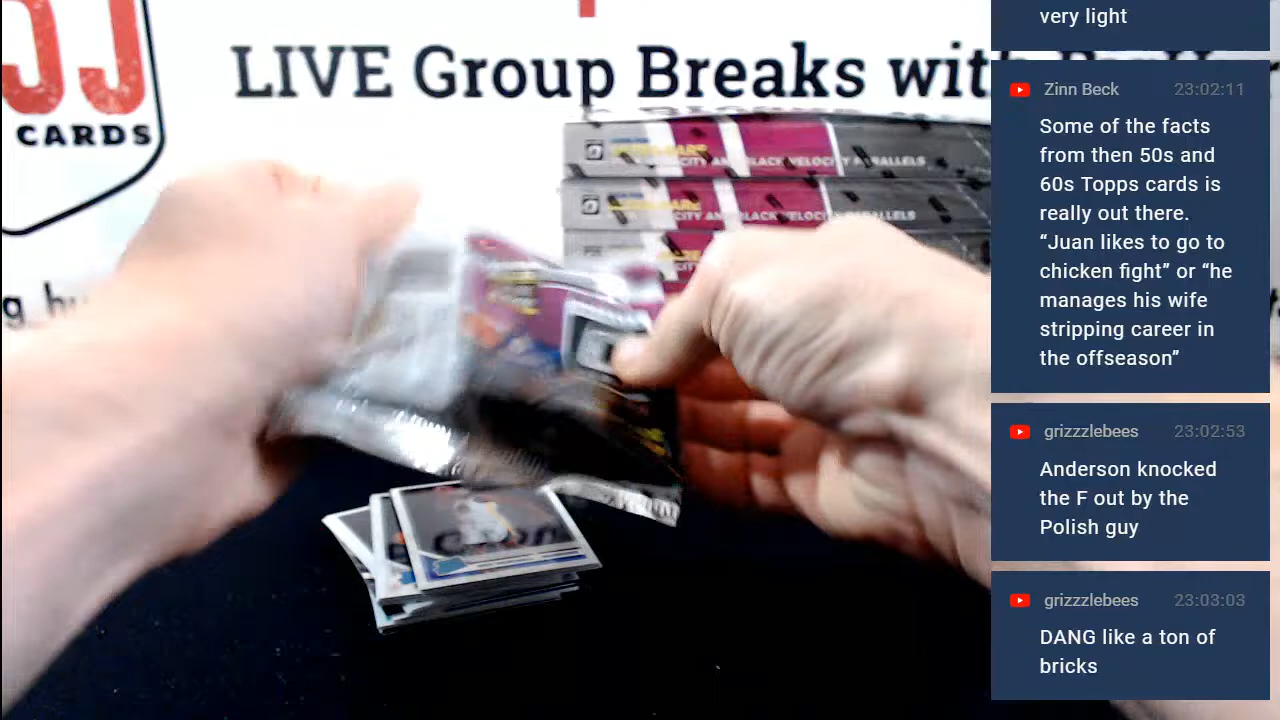 CARDS
LIVE Group Breaks with
VELOCITY PARALLELS
very light
Zinn Beck 23:02:11
Some of the facts
from then 50s and
60s Topps cards is
really out there.
“Juan likes to go to
chicken fight” or “he
manages his wife
stripping career in
the offseason”
grizzzlebees 23:02:53
Anderson knocked
the F out by the
Polish guy
grizzzlebees 23:03:03
DANG like a ton of
bricks